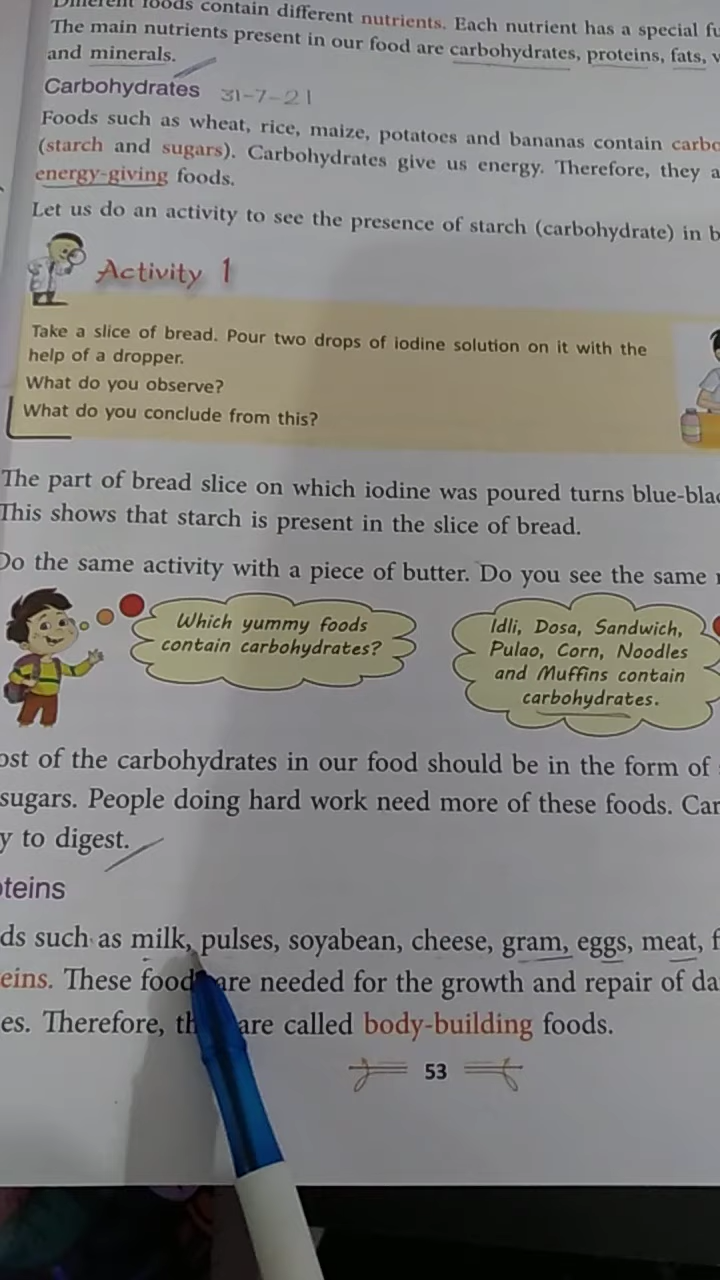 foods contain different nutrients. Each nutrient has a special
The main nutrients present in our food are carbohydrates, proteins, fats,
and minerals.
Carbohydrates 31-7-21
Foods such as wheat, rice, maize, potatoes and bananas contain carbo
(starch and sugars). Carbohydrates give us energy. Therefore, they a
energy-giving foods.
Let us do an activity to see the presence of starch (carbohydrate) in b
Activity 1
Take a slice of bread. Pour two drops of iodine solution on it with the
help of a dropper.
What do you observe?
What do you conclude from this?
The part of bread slice on which iodine was poured turns blue-blac
This shows that starch is present in the slice of bread.
Do the same activity with a piece of butter. Do you see the same
Which yummy foods
contain carbohydrates?
Idli, Dosa, Sandwich,
Pulao, Corn, Noodles
and Muffins contain
carbohydrates.
ost of the carbohydrates in our food should be in the form of
sugars. People doing hard work need more of these foods. Car
y to digest.
oteins
ds such as milk, pulses, soyabean, cheese, gram, eggs, meat, f
eins. These food are needed for the growth and repair of da
es. Therefore, th are called body-building foods.
53